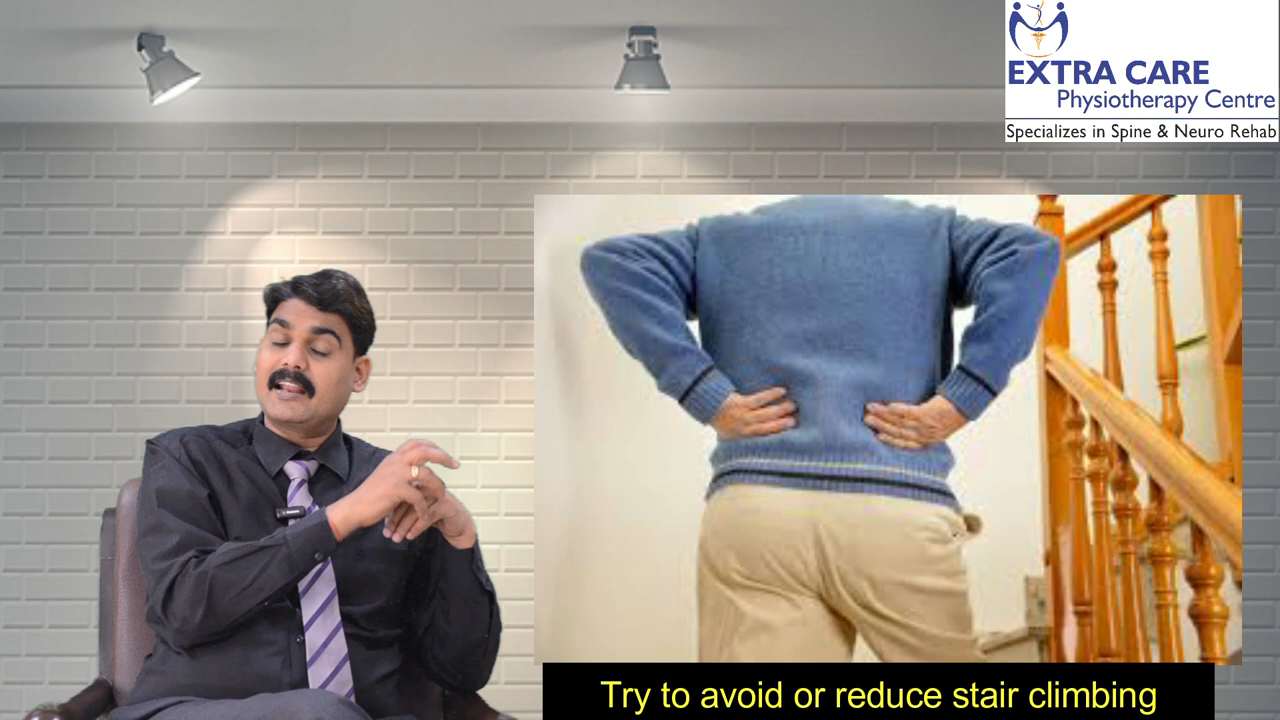 EXTRA CARE
Physiotherapy Centre
Specializes in Spine & Neuro Rehab
Try to avoid or reduce stair climbing